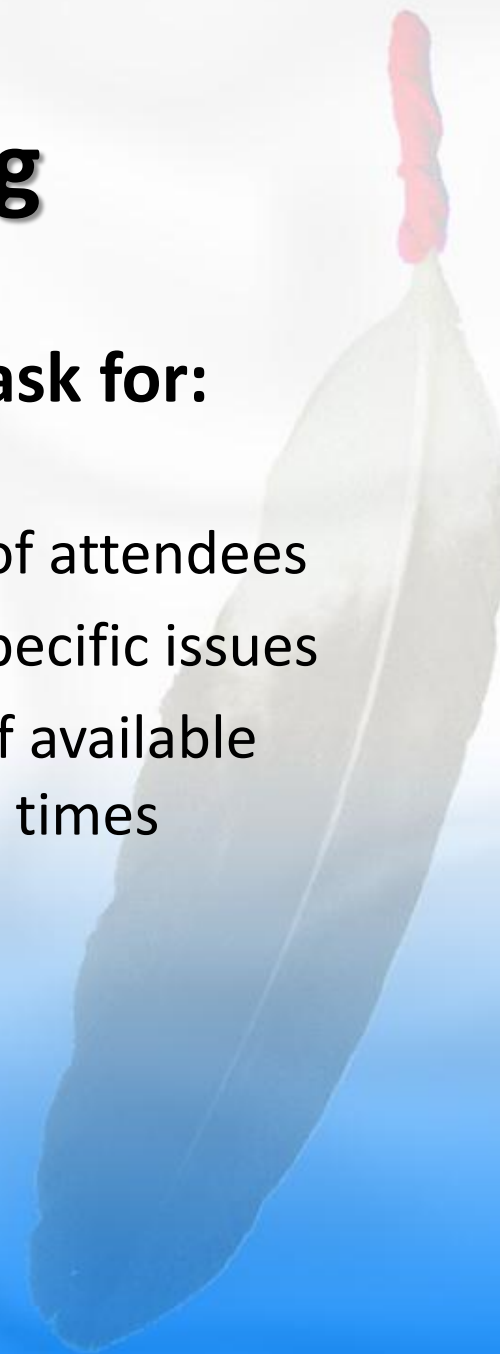 g
ask for:
of attendees
pecific issues
f available
times